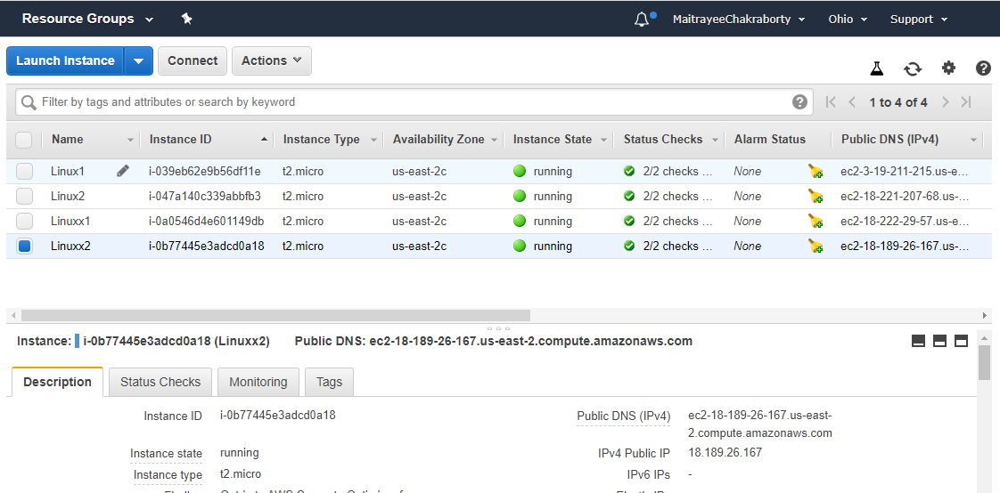 Resource Groups MaitrayeeChakraborty Ohio Support
Launch Instance Connect Actions
Filter by tags and attributes or search by keyword 1 to 4 of 4
Name Instance ID Instance Type Availability Zone Instance State Status Checks Alarm Status Public DNS (IPv4)
Linux1 i-039eb62e9b56df11e t2.micro us-east-2c running 2/2 checks ... None ec2-3-19-211-215.us-e...
Linux2 i-047a140c339abbfb3 t2.micro us-east-2c running 2/2 checks ... None ec2-18-221-207-68.us-...
Linuxx1 i-0a0546d4e601149db t2.micro us-east-2c running 2/2 checks ... None ec2-18-222-29-57.us-e...
Linuxx2 i-0b77445e3adcd0a18 t2.micro us-east-2c running 2/2 checks ... None ec2-18-189-26-167.us-...
Instance: i-0b77445e3adcd0a18 (Linuxx2) Public DNS: ec2-18-189-26-167.us-east-2.compute.amazonaws.com
Description Status Checks Monitoring Tags
Instance ID i-0b77445e3adcd0a18 Public DNS (IPv4) ec2-18-189-26-167.us-east-
2.compute.amazonaws.com
Instance state running IPv4 Public IP 18.189.26.167
Instance type t2.micro IPv6 IPs -